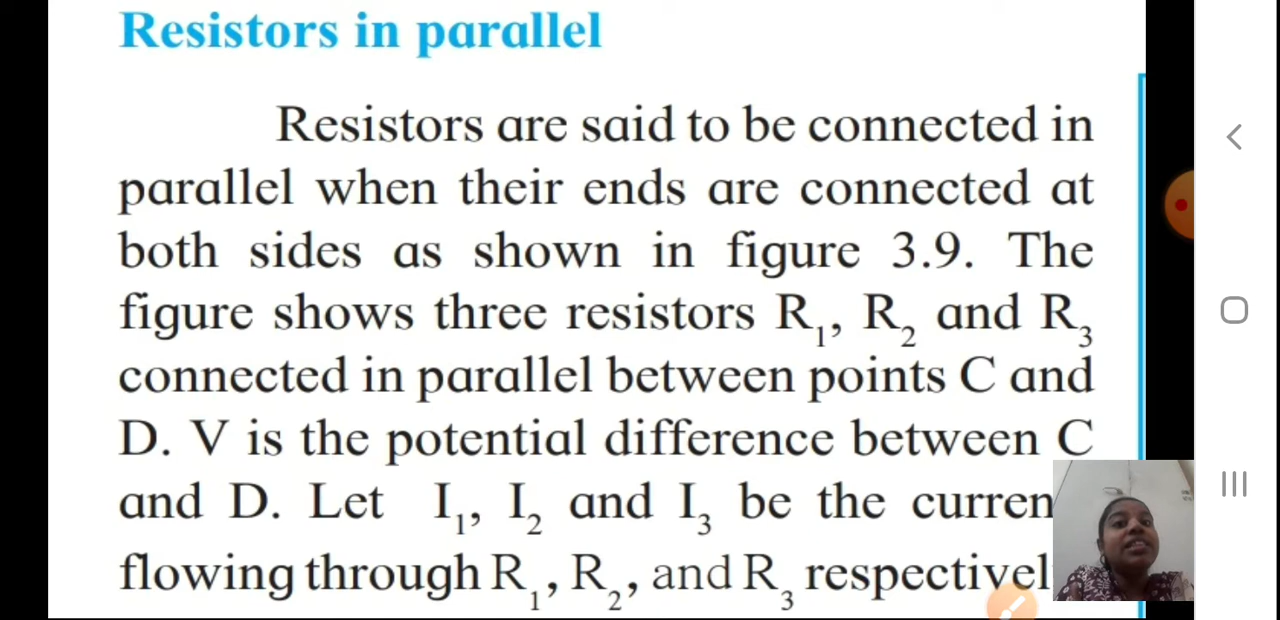 Resistors in parallel
Resistors are said to be connected in
parallel when their ends are connected at
both sides as shown in figure 3.9. The
figure shows three resistors R₁, R₂ and R₃
connected in parallel between points C and
D. V is the potential difference between C
and D. Let I₁, I₂ and I₃ be the curren
flowing through R₁, R₂, and R₃ respectivel